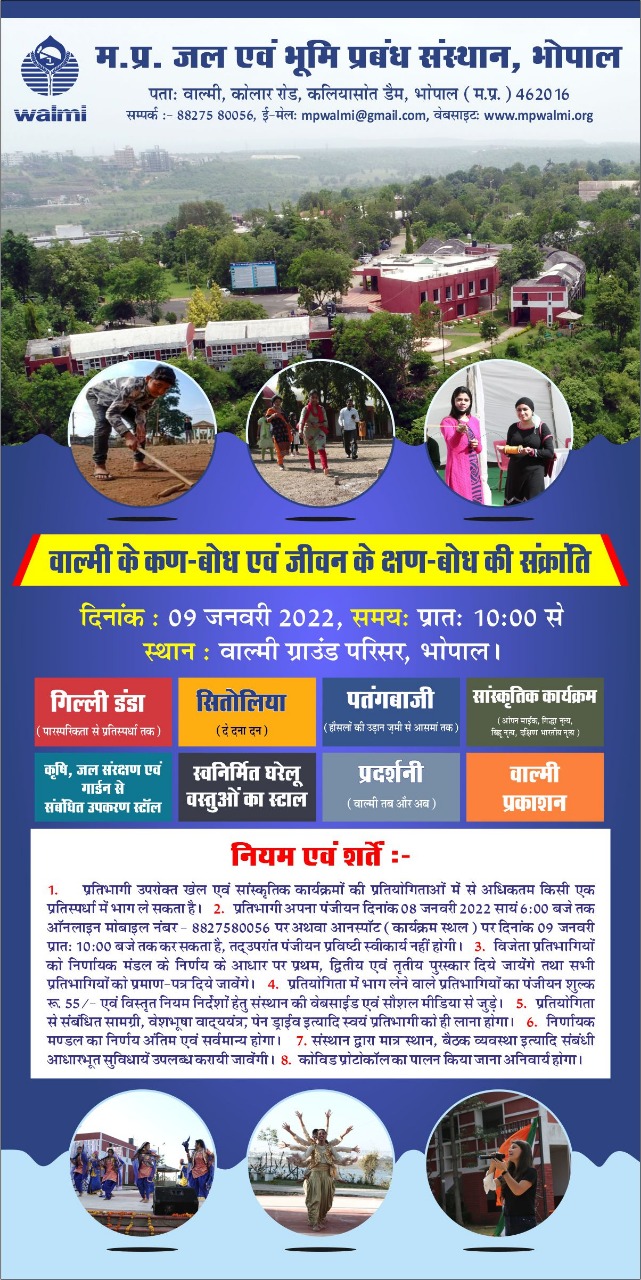 म.प्र. जल एवं भूमि प्रबंध संस्थान, भोपाल
walmi
पता: वाल्मी, कोलार रोड, कलियासोत डैम, भोपाल ( म.प्र. ) 462016
सम्पर्क :- 88275 80056, ई-मेल: mpwalmi@gmail.com, वेबसाइट: www.mpwalmi.org
वाल्मी के कण-बोध एवं जीवन के क्षण-बोध की संक्रांति
दिनांक : 09 जनवरी 2022, समय: प्रात: 10:00 से
स्थान : वाल्मी ग्राउंड परिसर, भोपाल।
गिल्ली डंडा
( पारस्परिकता से प्रतिस्पर्धा तक )
सितोलिया
( दे दना दन )
पतंगबाजी
( हौसलों की उड़ान ज़मी से आसमां तक )
सांस्कृतिक कार्यक्रम
( ओपन माईक, गिद्धा नृत्य,
बिहू नृत्य, दक्षिण भारतीय नृत्य )
कृषि, जल संरक्षण एवं
गार्डन से
संबंधित उपकरण स्टॉल
स्वनिर्मित घरेलू
वस्तुओं का स्टाल
प्रदर्शनी
( वाल्मी तब और अब )
वाल्मी
प्रकाशन
नियम एवं शर्ते :-
1. प्रतिभागी उपरोक्त खेल एवं सांस्कृतिक कार्यक्रमों की प्रतियोगिताओं में से अधिकतम किसी एक
प्रतिस्पर्धा में भाग ले सकता है। 2. प्रतिभागी अपना पंजीयन दिनांक 08 जनवरी 2022 सायं 6:00 बजे तक
ऑनलाइन मोबाइल नंबर - 8827580056 पर अथवा आनस्पॉट ( कार्यक्रम स्थल ) पर दिनांक 09 जनवरी
प्रात: 10:00 बजे तक कर सकता है, तद्उपरांत पंजीयन प्रविष्टी स्वीकार्य नहीं होगी। 3. विजेता प्रतिभागियों
को निर्णायक मंडल के निर्णय के आधार पर प्रथम, द्वितीय एवं तृतीय पुरस्कार दिये जायेंगे तथा सभी
प्रतिभागियों को प्रमाण-पत्र दिये जावेंगे। 4. प्रतियोगिता में भाग लेने वाले प्रतिभागियों का पंजीयन शुल्क
रू. 55/- एवं विस्तृत नियम निर्देशों हेतु संस्थान की वेबसाईड एवं सोशल मीडिया से जुड़े। 5. प्रतियोगिता
से संबंधित सामग्री, वेशभूषा वाद्ययंत्र, पेन ड्राईव इत्यादि स्वयं प्रतिभागी को ही लाना होगा। 6. निर्णायक
मण्डल का निर्णय अंतिम एवं सर्वमान्य होगा। 7. संस्थान द्वारा मात्र स्थान, बैठक व्यवस्था इत्यादि संबंधी
आधारभूत सुविधायें उपलब्ध करायी जावेंगी। 8. कोविड प्रोटोकॉल का पालन किया जाना अनिवार्य होगा।